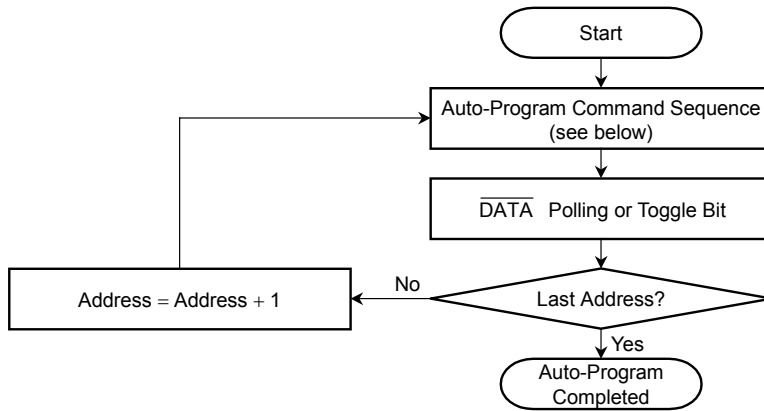 Start
Auto-Program Command Sequence
(see below)
D̅A̅T̅A̅ Polling or Toggle Bit
No
Address = Address + 1
Last Address?
Yes
Auto-Program
Completed